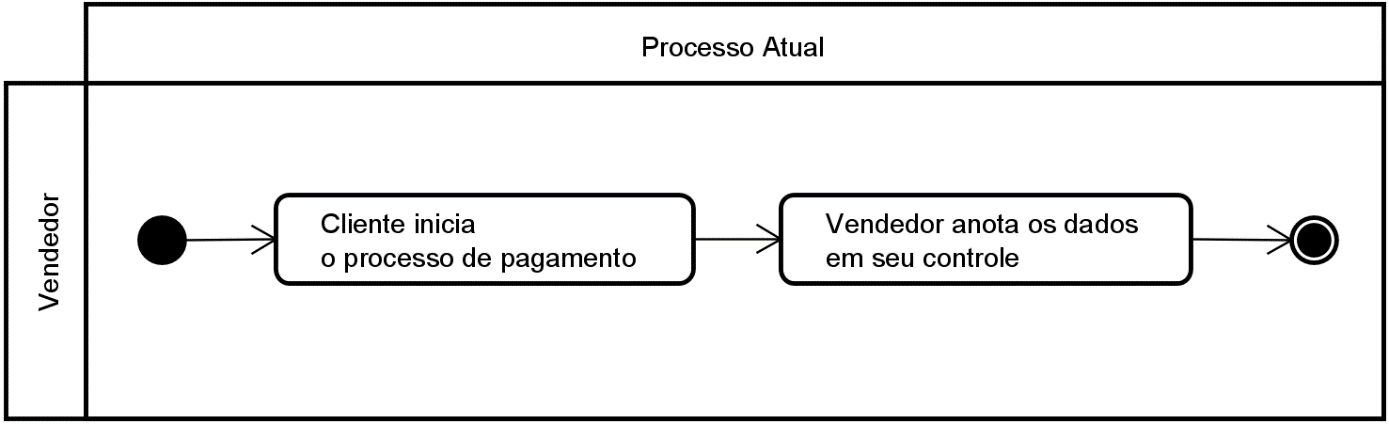 Processo Atual
Vendedor
Cliente inicia
o processo de pagamento
Vendedor anota os dados
em seu controle